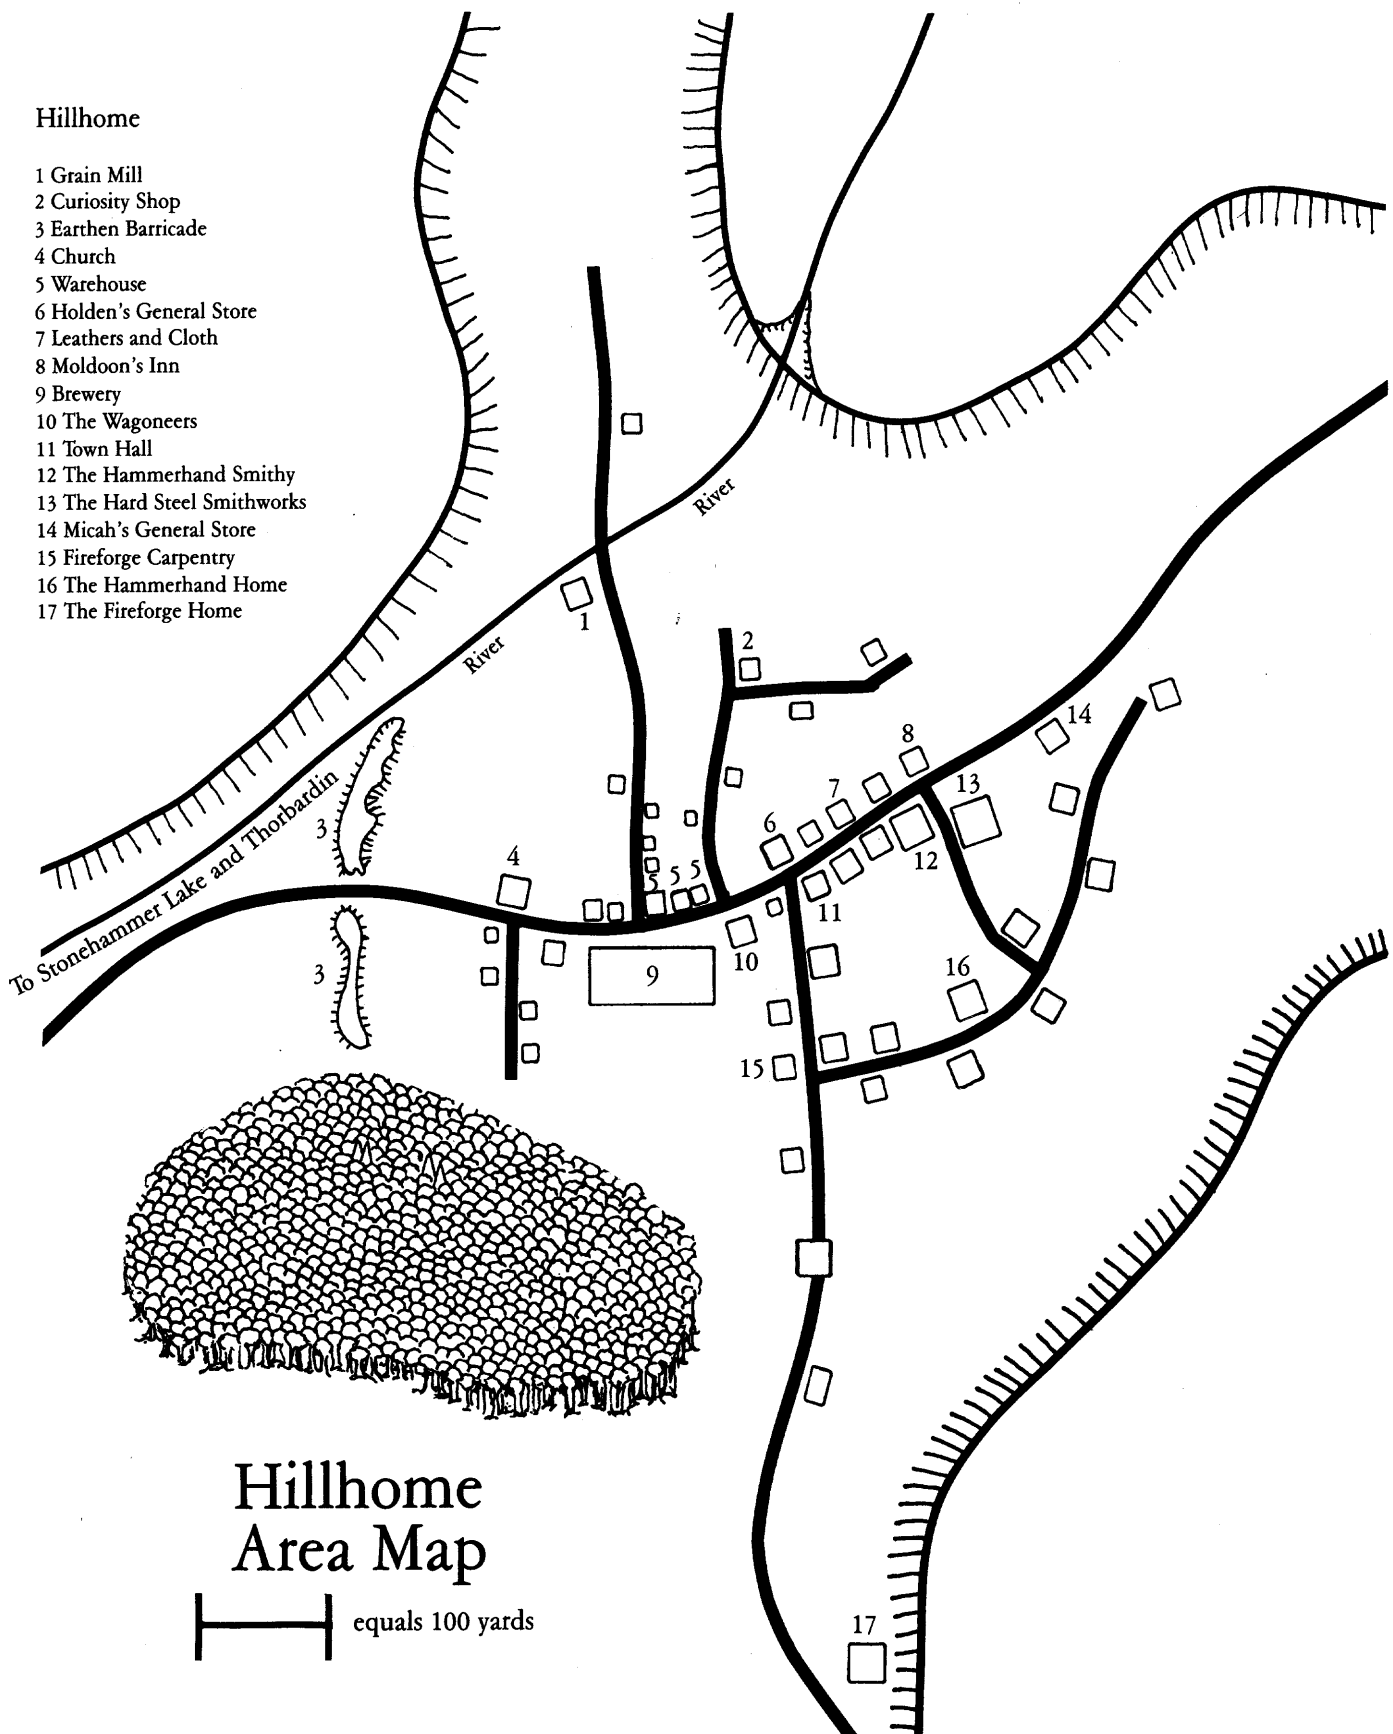 Hillhome
1 Grain Mill
2 Curiosity Shop
3 Earthen Barricade
4 Church
5 Warehouse
6 Holden's General Store
7 Leathers and Cloth
8 Moldoon's Inn
9 Brewery
10 The Wagoneers
11 Town Hall
12 The Hammerhand Smithy
13 The Hard Steel Smithworks
14 Micah's General Store
15 Fireforge Carpentry
16 The Hammerhand Home
17 The Fireforge Home
River
1
River
2
14
8
13
7
To Stonehammer Lake and Thorbardin
3
6
4
12
5
5
5
11
10
9
3
16
15
Hillhome
Area Map
equals 100 yards
17